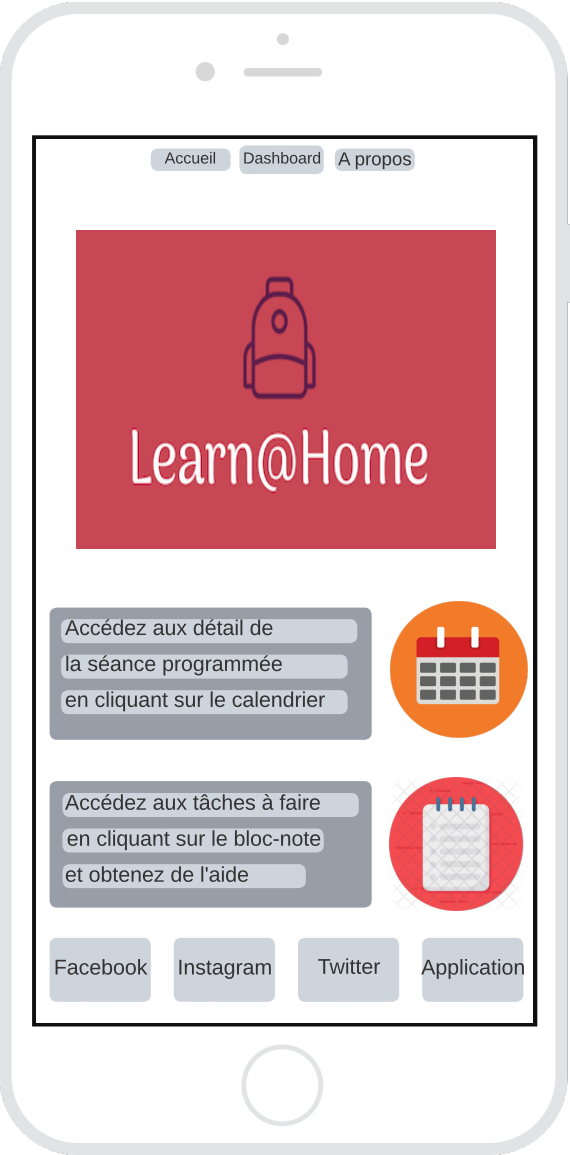 Accueil Dashboard A propos
Learn@Home
Accédez aux détail de
la séance programmée
en cliquant sur le calendrier
Accédez aux tâches à faire
en cliquant sur le bloc-note
et obtenez de l'aide
Facebook Instagram Twitter Application